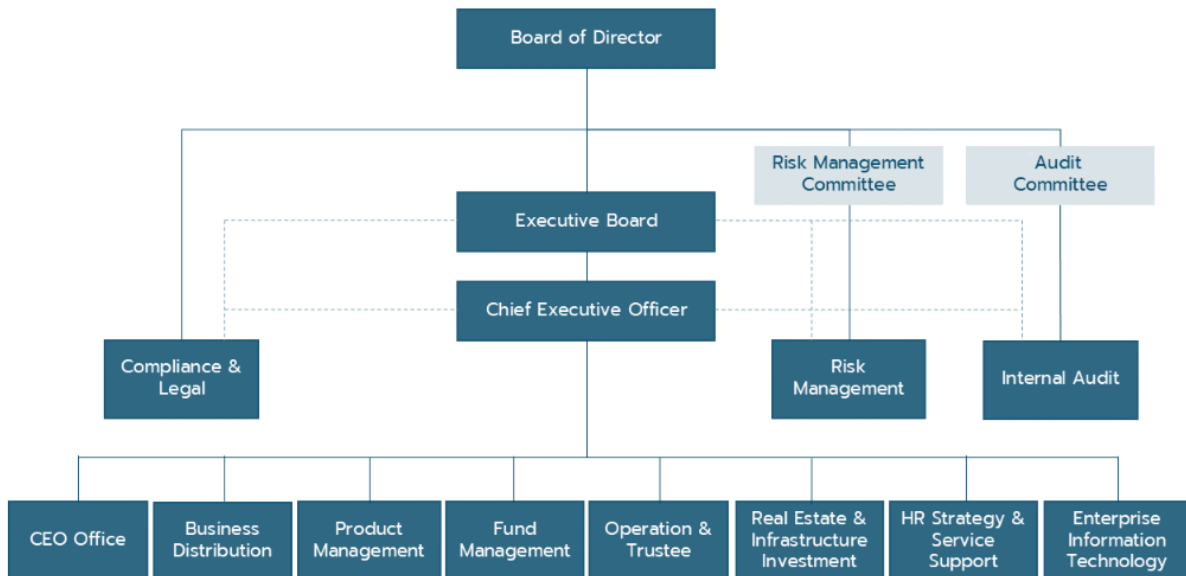 Board of Director
Risk Management
Committee
Audit
Committee
Executive Board
Chief Executive Officer
Compliance &
Legal
Risk
Management
Internal Audit
CEO Office
Business
Distribution
Product
Management
Fund
Management
Operation &
Trustee
Real Estate &
Infrastructure
Investment
HR Strategy &
Service
Support
Enterprise
Information
Technology